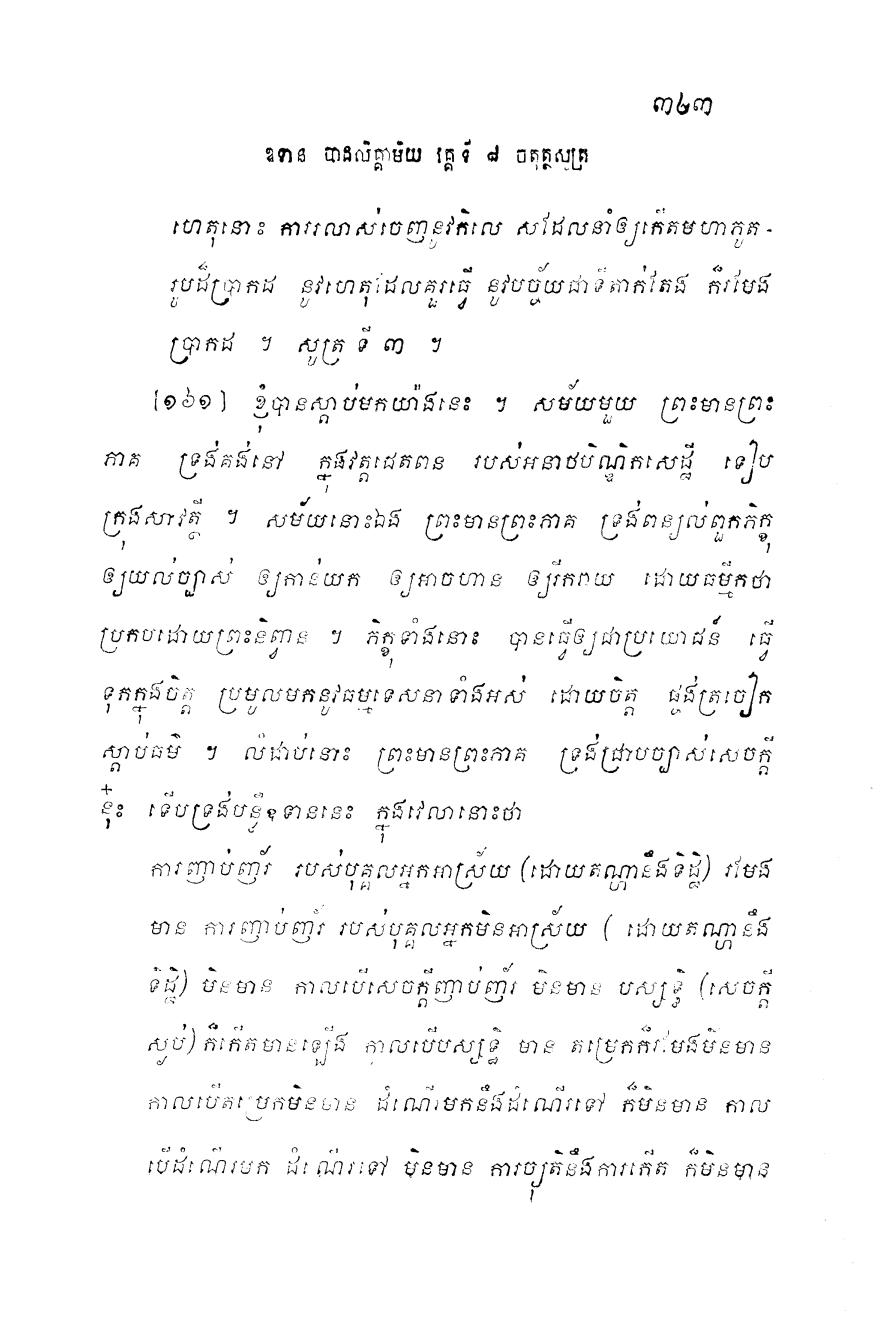 ៣៤៣
ឧទាន បាដលិគ្គាមិយ វគ្គទី ៨ ចតុត្ថសូត្រ
ហេតុនោះ ការរលាស់ចេញនូវកិលេ សដែលនាំឲ្យកើតមហាភូត-
រូបដ៏ប្រាកដ នូវហេតុដែលគួរធ្វើ នូវបច្ច័យជាទីតាក់តែង ក៏រមែង
ប្រាកដ ។ សូត្រ ទី ៣ ។
[១៦១] ខ្ញុំបានស្តាប់មកយ៉ាងនេះ ។ សម័យមួយ ព្រះមានព្រះ
ភាគ ទ្រង់គង់នៅ ក្នុងវត្តជេតពន របស់អនាថបិណ្ឌិកសេដ្ឋី ទៀប
ក្រុងសាវត្ថី ។ សម័យនោះឯង ព្រះមានព្រះភាគ ទ្រង់ពន្យល់ពួកភិក្ខុ
ឲ្យយល់ច្បាស់ ឲ្យកាន់យក ឲ្យអាចហាន ឲ្យរីករាយ ដោយធម្មីកថា
ប្រកបដោយព្រះនិព្វាន ។ ភិក្ខុទាំងនោះ បានធ្វើឲ្យជាប្រយោជន៍ ធ្វើ
ទុកក្នុងចិត្ត ប្រមូលមកនូវធម្មទេសនាទាំងអស់ ដោយចិត្ត ផ្ចង់ត្រចៀក
ស្តាប់ធម៌ ។ លំដាប់នោះ ព្រះមានព្រះភាគ ទ្រង់ជ្រាបច្បាស់សេចក្តី
នុ៎ះ ទើបទ្រង់បន្លឺឧទាននេះ ក្នុងវេលានោះថា
ការញាប់ញ័រ របស់បុគ្គលអ្នកអាស្រ័យ (ដោយតណ្ហានឹងទិដ្ឋិ) រមែង
មាន ការញាប់ញ័រ របស់បុគ្គលអ្នកមិនអាស្រ័យ ( ដោយតណ្ហានឹង
ទិដ្ឋិ) មិនមាន កាលបើសេចក្តីញាប់ញ័រ មិនមាន បស្សទ្ធិ (សេចក្តី
ស្ងប់) ក៏កើតមានឡើង កាលបើបស្សទ្ធិ មាន តម្រេកក៏រមែងមិនមាន
កាលបើតម្រេកមិនមាន ដំណើរមកនឹងដំណើរទៅ ក៏មិនមាន កាល
បើដំណើរមក ដំណើរទៅ មិនមាន ការច្យុតិនឹងការកើត ក៏មិនមាន